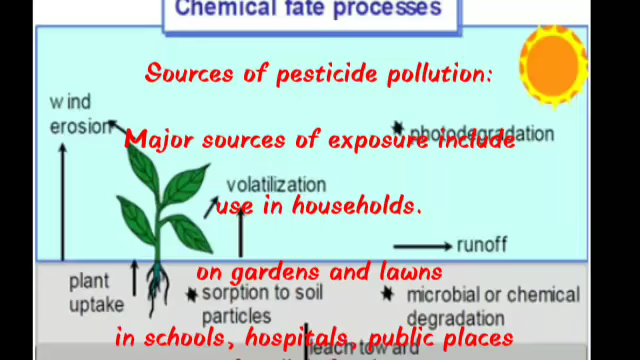 Chemical fate processes
Sources of pesticide pollution:
wind
erosion
Major sources of exposure include
photodegradation
volatilization
use in households.
runoff
on gardens and lawns
plant
uptake
sorption to soil
particles
microbial or chemical
degradation
in schools, hospitals, public places
leach toward